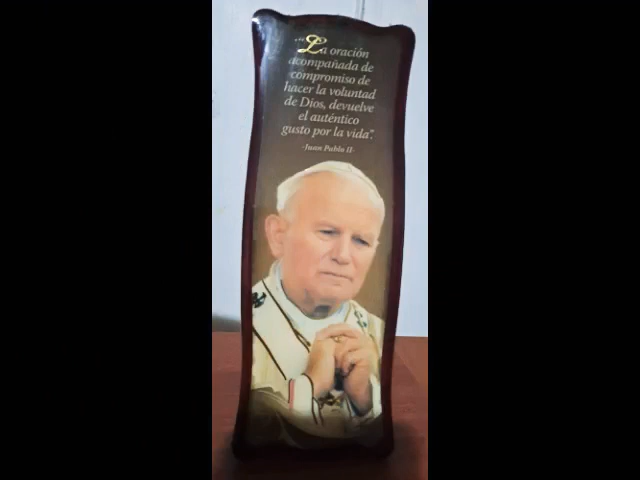 "La oración
acompañada de
compromiso de
hacer la voluntad
de Dios, devuelve
el auténtico
gusto por la vida".
-Juan Pablo II-